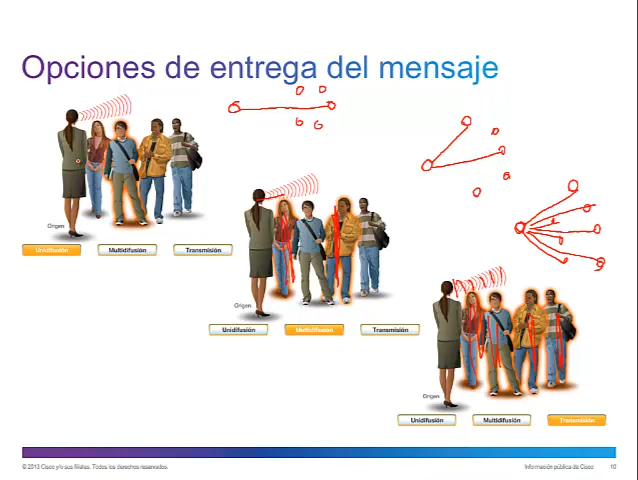 Opciones de entrega del mensaje
Origen
Unidifusión Multidifusión Transmisión
Origen
Unidifusión Multidifusión Transmisión
Origen
Unidifusión Multidifusión Transmisión
© 2013 Cisco y/o sus filiales. Todos los derechos reservados. Información pública de Cisco 10